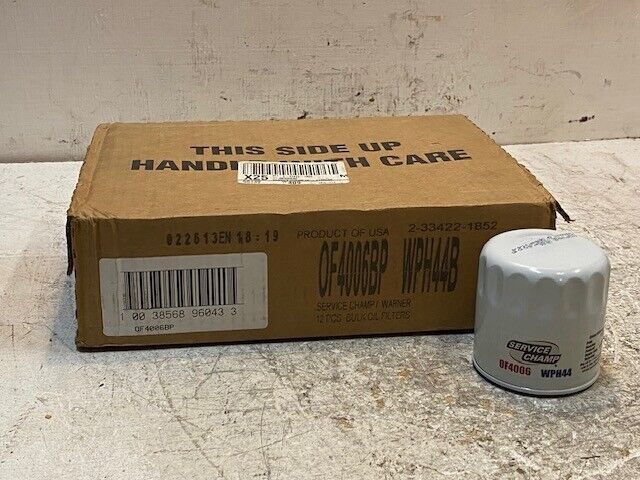 THIS SIDE UP
HANDLE WITH CARE
X25
022613EN 18:19
PRODUCT OF USA
2-33422-1852
OF4006BP WPH44B
SERVICE CHAMP / WARNER
12 PCS. BULK OIL FILTERS
1 00 38568 96043 3
OF4006BP
SERVICE
CHAMP
OF4006 WPH44